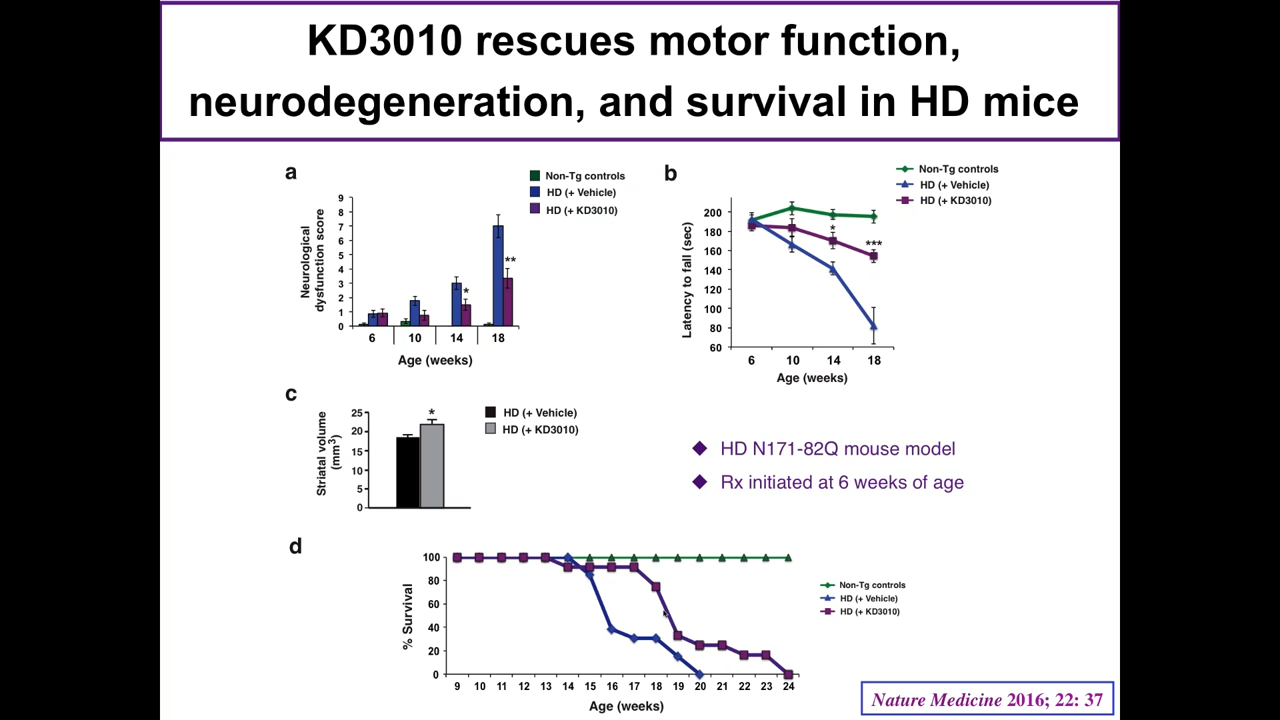 KD3010 rescues motor function,
neurodegeneration, and survival in HD mice
a
Non-Tg controls
HD (+ Vehicle)
HD (+ KD3010)
Neurological
dysfunction score
9
8
7
6
5
4
3
2
1
0
*
**
6 10 14 18
Age (weeks)
b
Non-Tg controls
HD (+ Vehicle)
HD (+ KD3010)
Latency to fall (sec)
200
180
160
140
120
100
80
60
*
***
6 10 14 18
Age (weeks)
c
HD (+ Vehicle)
HD (+ KD3010)
Striatal volume
(mm³)
25
20
15
10
5
0
*
HD N171-82Q mouse model
Rx initiated at 6 weeks of age
d
% Survival
100
80
60
40
20
0
9 10 11 12 13 14 15 16 17 18 19 20 21 22 23 24
Age (weeks)
Non-Tg controls
HD (+ Vehicle)
HD (+ KD3010)
Nature Medicine 2016; 22: 37